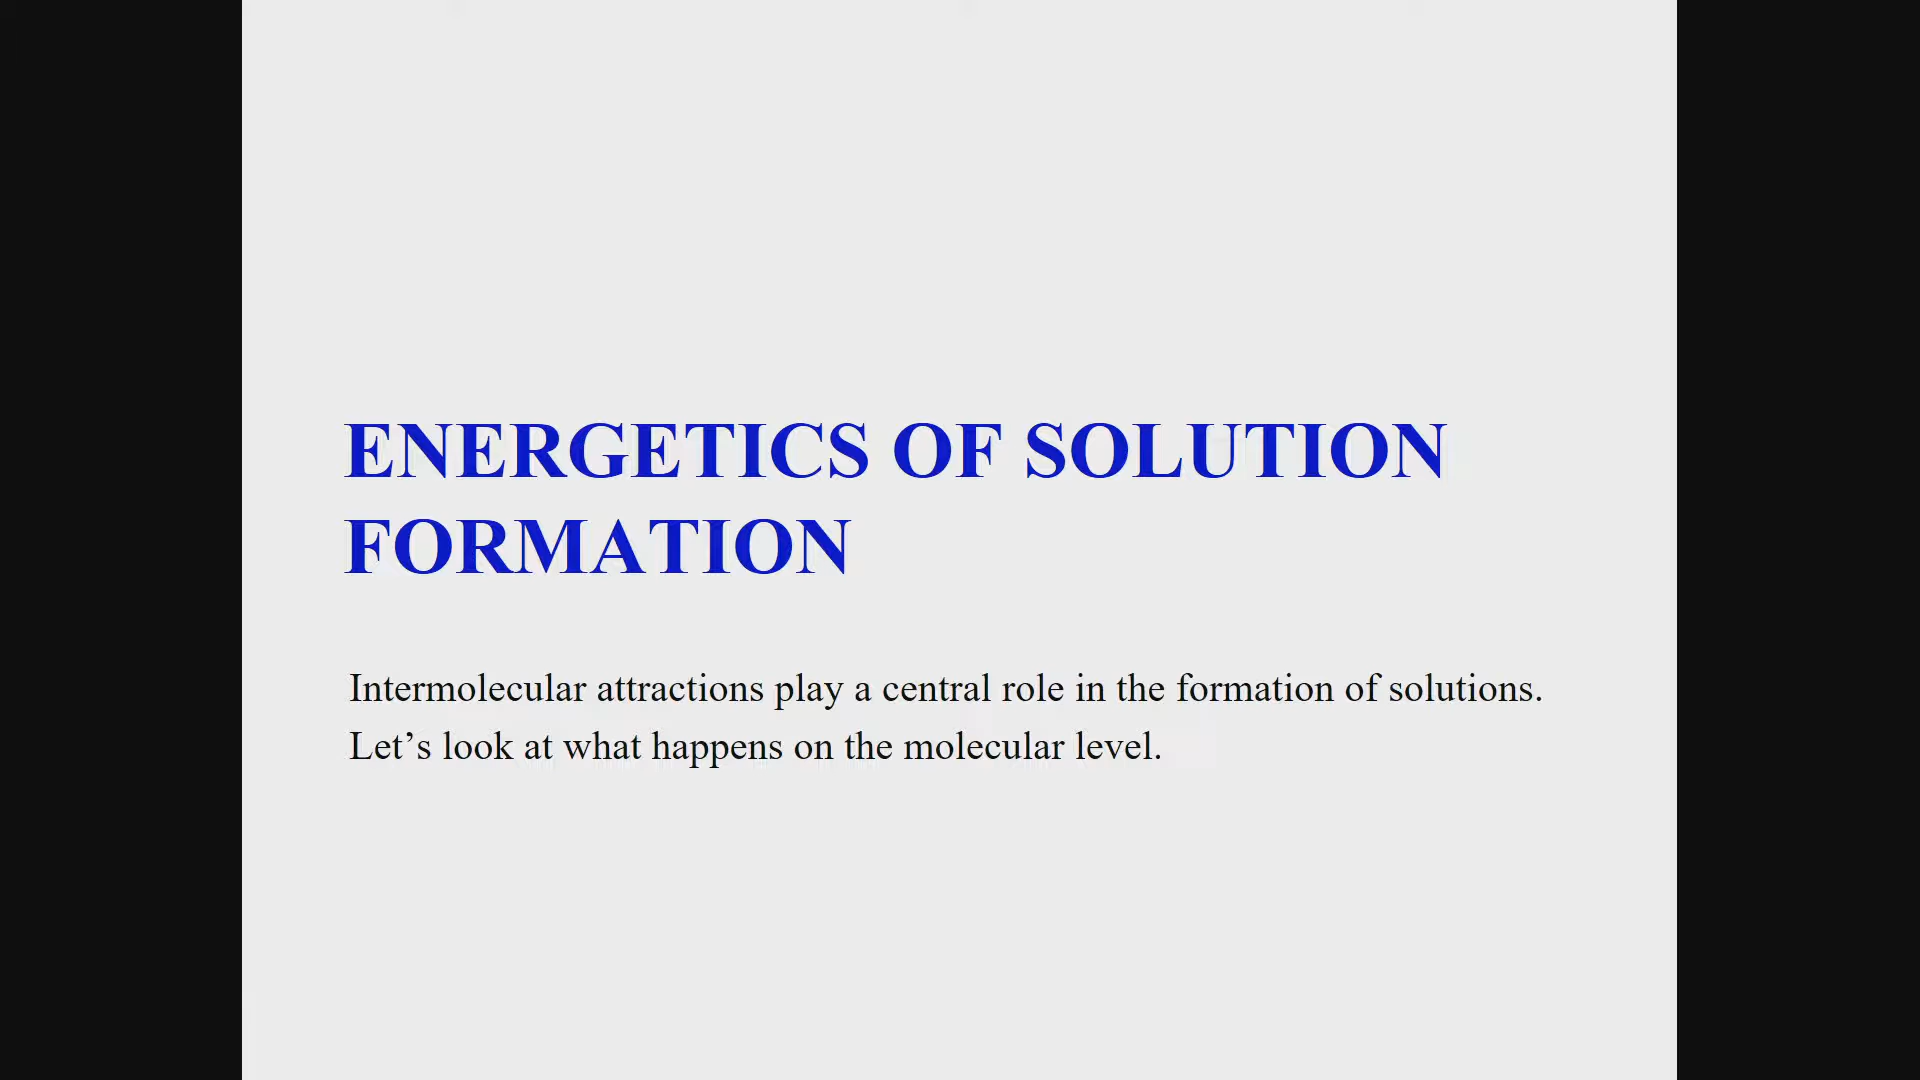 ENERGETICS OF SOLUTION
FORMATION
Intermolecular attractions play a central role in the formation of solutions.
Let’s look at what happens on the molecular level.